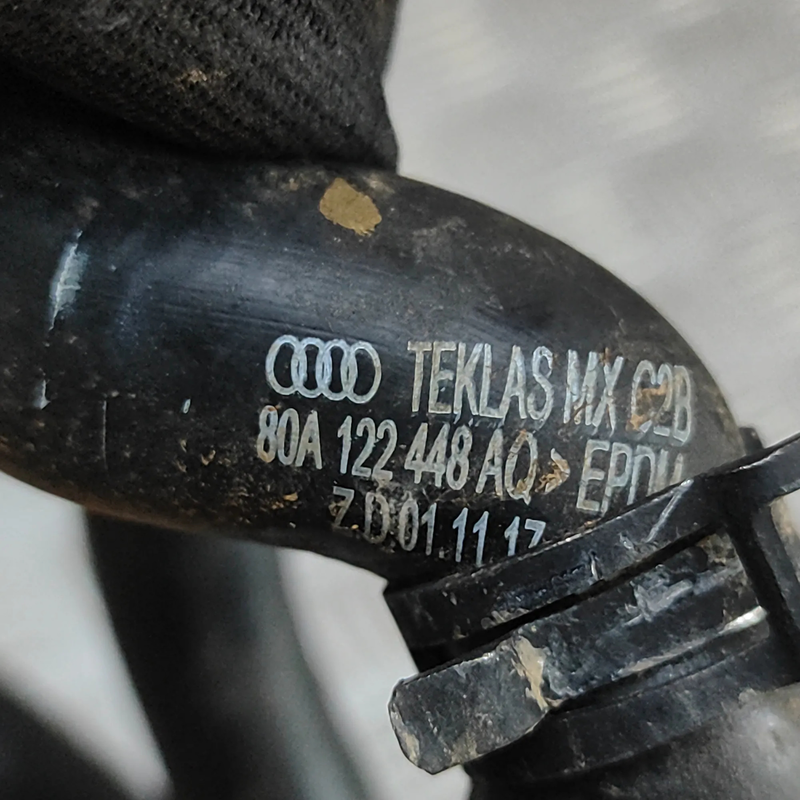 TEKLAS MX C2B
80A 122 448 AQ > EPDM
Z D 01.11 17